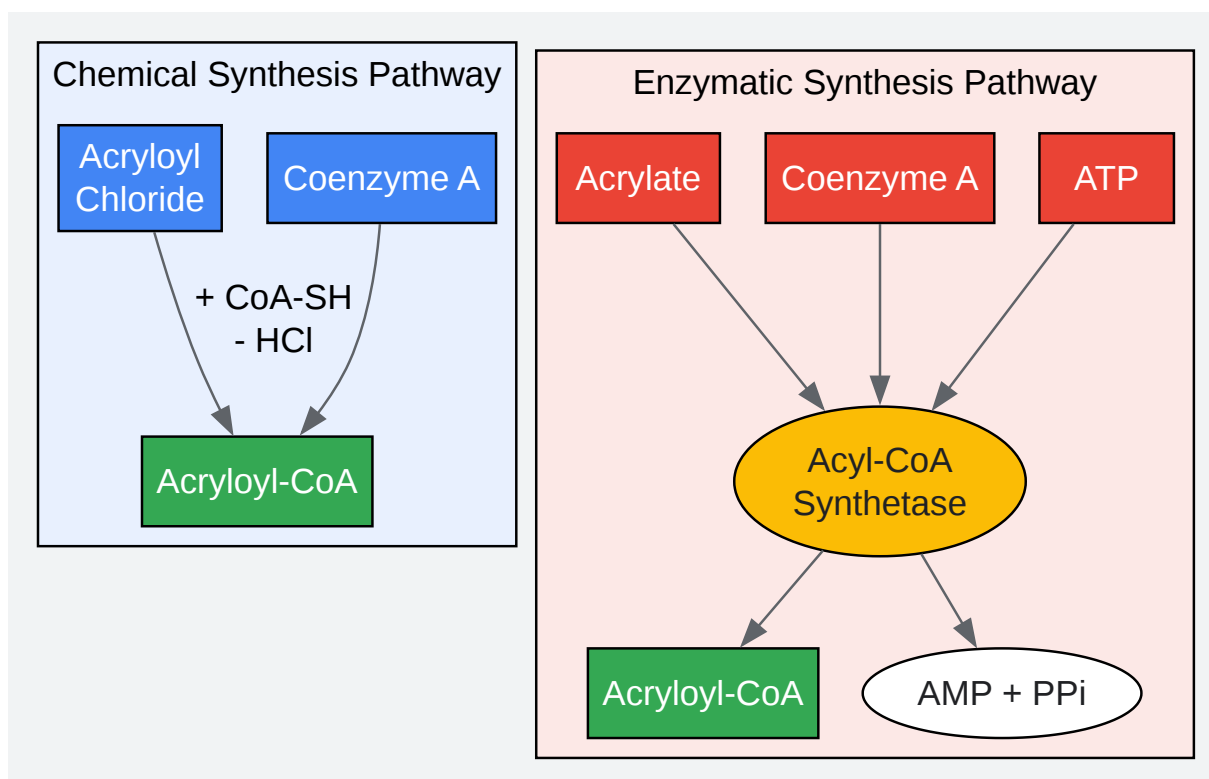 Chemical Synthesis Pathway
Acryloyl
Chloride
Coenzyme A
+ CoA-SH
- HCl
Acryloyl-CoA
Enzymatic Synthesis Pathway
Acrylate
Coenzyme A
ATP
Acyl-CoA
Synthetase
Acryloyl-CoA
AMP + PPi